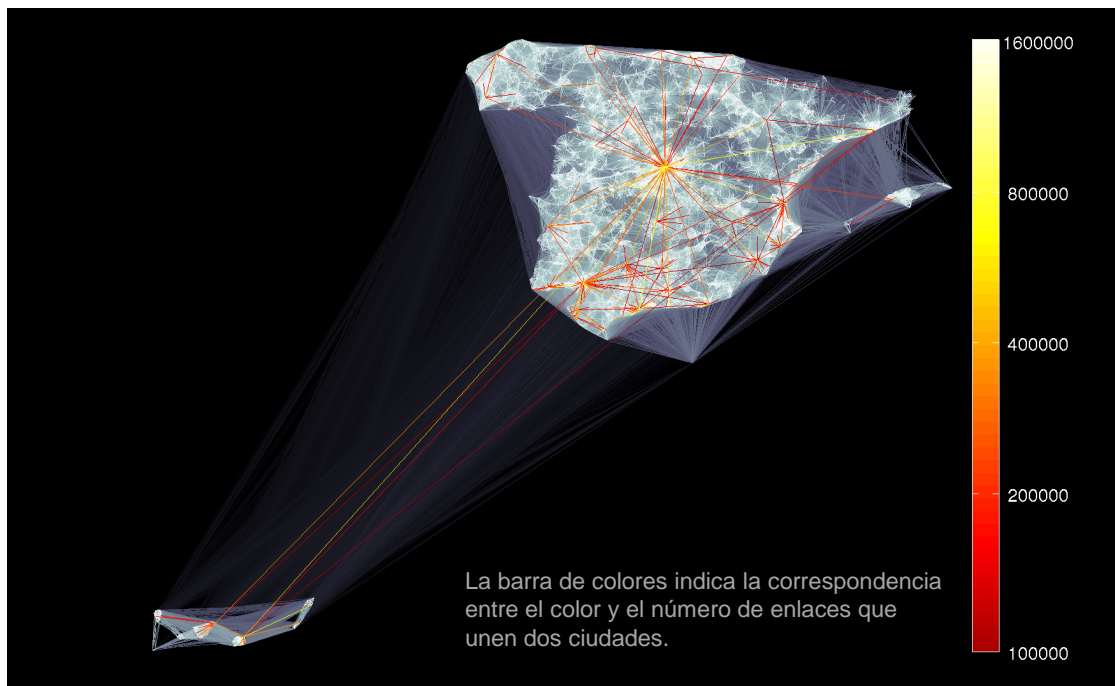 1600000
800000
400000
200000
100000
La barra de colores indica la correspondencia
entre el color y el número de enlaces que
unen dos ciudades.